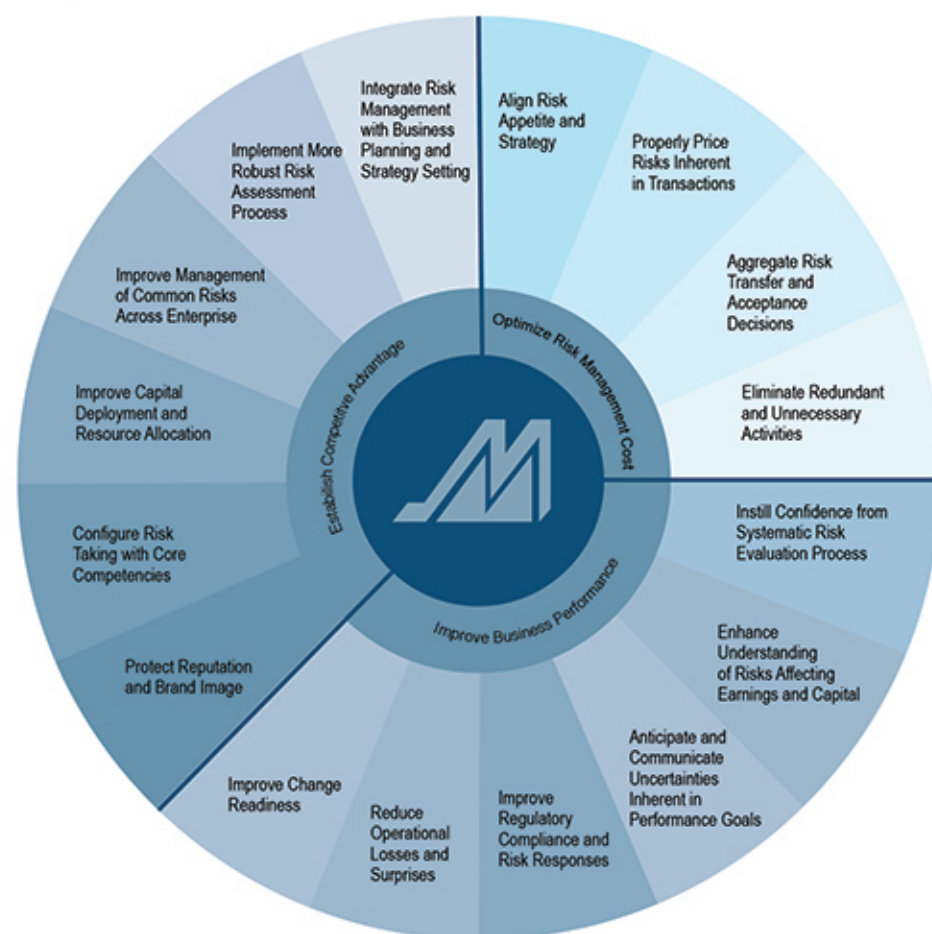 Align Risk
Appetite and
Strategy
Properly Price
Risks Inherent
in Transactions
Aggregate Risk
Transfer and
Acceptance
Decisions
Eliminate Redundant
and Unnecessary
Activities
Instill Confidence from
Systematic Risk
Evaluation Process
Enhance
Understanding
of Risks Affecting
Earnings and Capital
Anticipate and
Communicate
Uncertainties
Inherent in
Performance Goals
Improve
Regulatory
Compliance and
Risk Responses
Reduce
Operational
Losses and
Surprises
Improve Change
Readiness
Protect Reputation
and Brand Image
Configure Risk
Taking with Core
Competencies
Improve Capital
Deployment and
Resource Allocation
Improve Management
of Common Risks
Across Enterprise
Implement More
Robust Risk
Assessment
Process
Integrate Risk
Management
with Business
Planning and
Strategy Setting
Optimize Risk Management Cost
Improve Business Performance
Estabilish Competitive Advantage
M